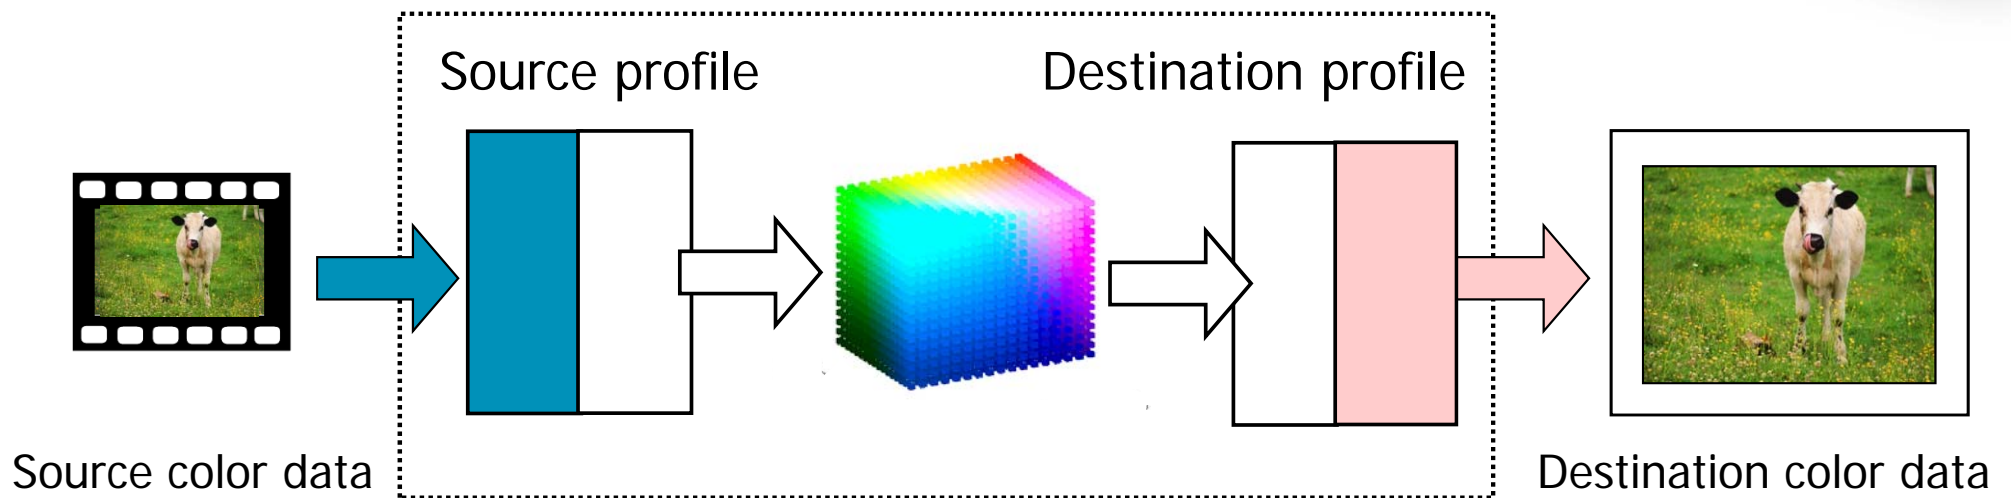 Source profile
Destination profile
Source color data
Destination color data